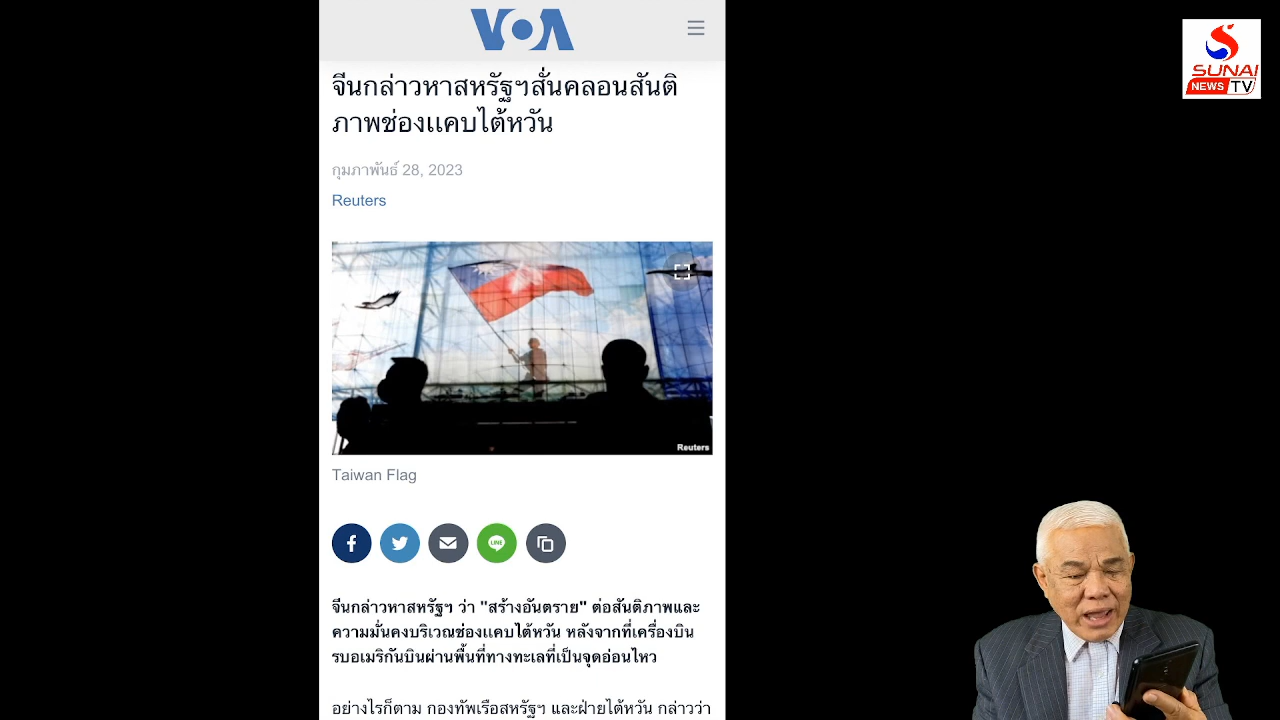 VOA
SUNAI
NEWS TV
จีนกล่าวหาสหรัฐฯสั่นคลอนสันติ
ภาพช่องแคบไต้หวัน
กุมภาพันธ์ 28, 2023
Reuters
Reuters
Taiwan Flag
LINE
จีนกล่าวหาสหรัฐฯ ว่า "สร้างอันตราย" ต่อสันติภาพและ
ความมั่นคงบริเวณช่องแคบไต้หวัน หลังจากที่เครื่องบิน
รบอเมริกันบินผ่านพื้นที่ทางทะเลที่เป็นจุดอ่อนไหว
อย่างไรก็ตาม กองทัพเรือสหรัฐฯ และฝ่ายไต้หวัน กล่าวว่า